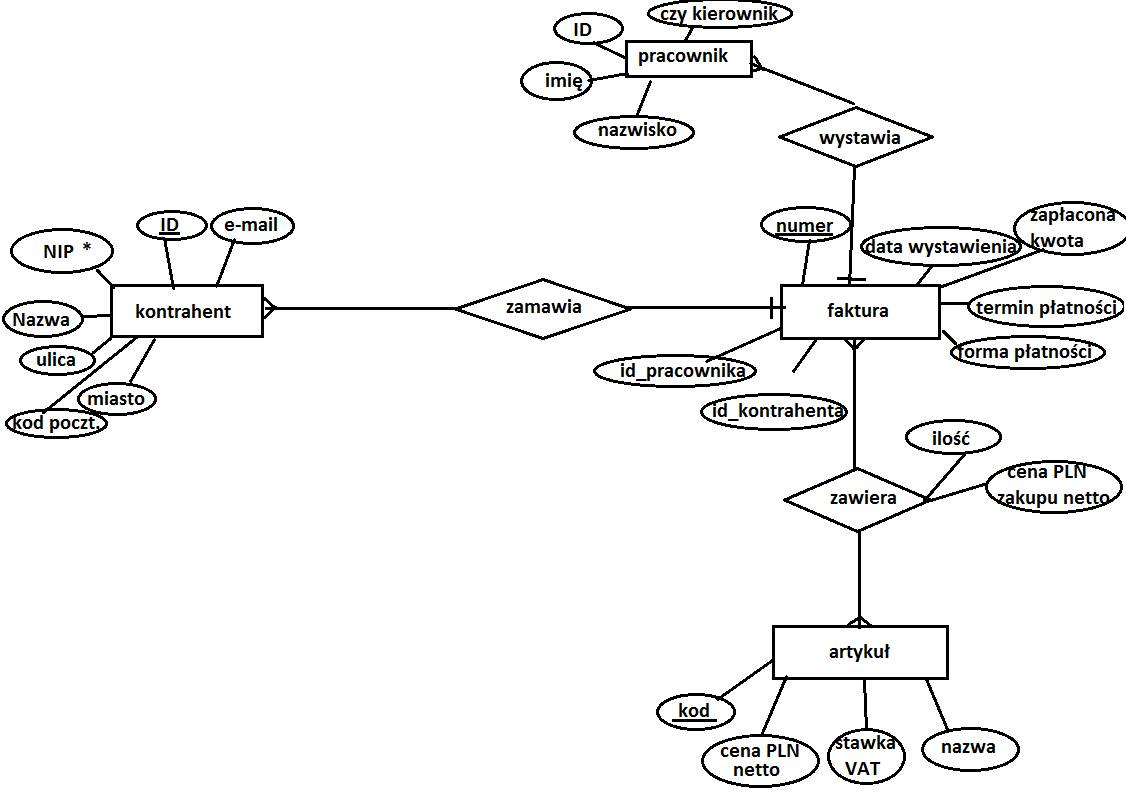 czy kierownik
ID
pracownik
imię
nazwisko
wystawia
ID
e-mail
NIP *
Nazwa
kontrahent
ulica
miasto
kod poczt.
zamawia
numer
data wystawienia
zapłacona
kwota
faktura
termin płatności
forma płatności
id_pracownika
id_kontrahenta
ilość
zawiera
cena PLN
zakupu netto
artykuł
kod
cena PLN
netto
stawka
VAT
nazwa